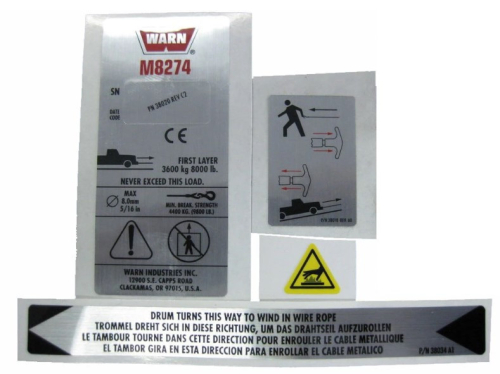 WARN
M8274
SN
P/N 38020 REV C2
DATE
CODE
CE
FIRST LAYER
3600 kg 8000 lb.
NEVER EXCEED THIS LOAD.
MAX
8.0mm
5/16 in
MIN. BREAK. STRENGTH
4400 KG. (9800 LB.)
WARN INDUSTRIES INC.
12900 S.E. CAPPS ROAD
CLACKAMAS, OR 97015, U.S.A.
DRUM TURNS THIS WAY TO WIND IN WIRE ROPE
TROMMEL DREHT SICH IN DIESE RICHTUNG, UM DAS DRAHTSEIL AUFZUROLLEN
LE TAMBOUR TOURNE DANS CETTE DIRECTION POUR ENROULER LE CABLE METALLIQUE
EL TAMBOR GIRA EN ESTA DIRECCION PARA ENROLLAR EL CABLE METALICO